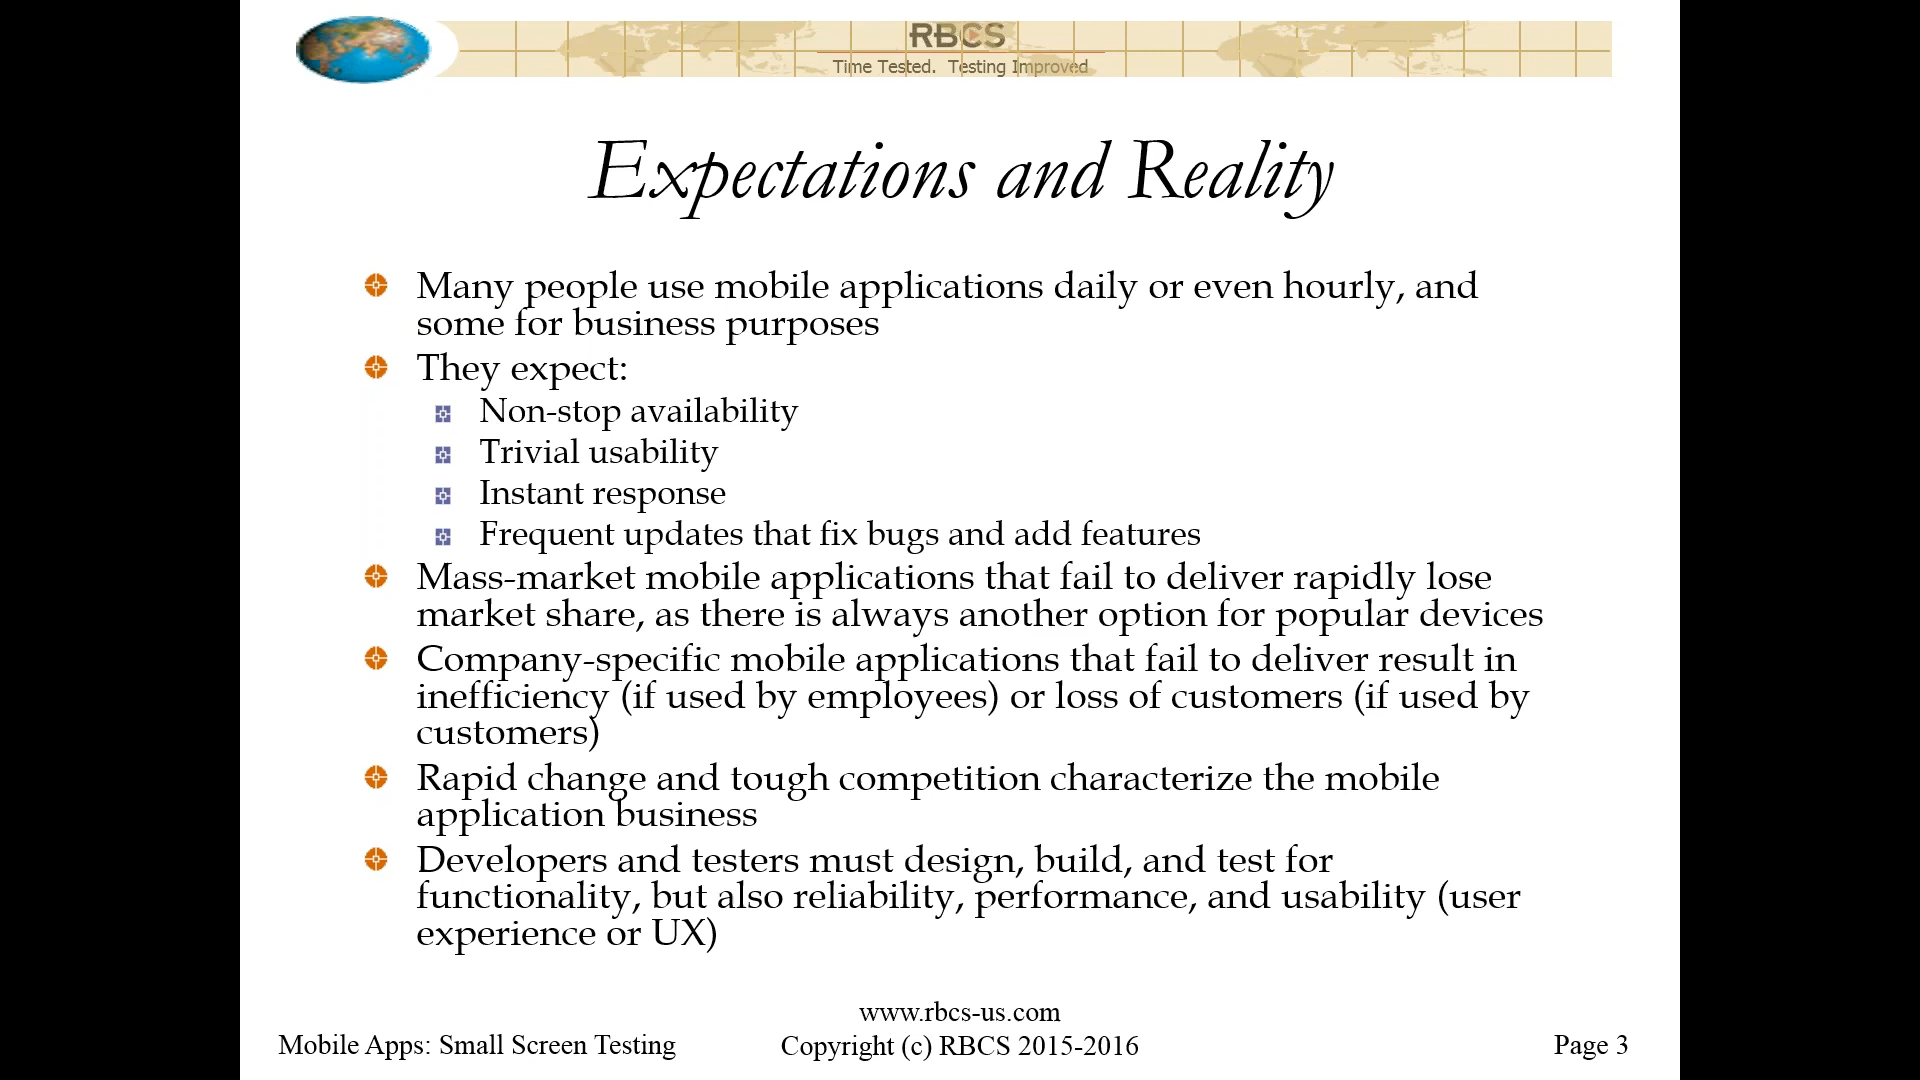 RBCS
Time Tested. Testing Improved
Expectations and Reality
Many people use mobile applications daily or even hourly, and
some for business purposes
They expect:
Non-stop availability
Trivial usability
Instant response
Frequent updates that fix bugs and add features
Mass-market mobile applications that fail to deliver rapidly lose
market share, as there is always another option for popular devices
Company-specific mobile applications that fail to deliver result in
inefficiency (if used by employees) or loss of customers (if used by
customers)
Rapid change and tough competition characterize the mobile
application business
Developers and testers must design, build, and test for
functionality, but also reliability, performance, and usability (user
experience or UX)
www.rbcs-us.com
Mobile Apps: Small Screen Testing Copyright (c) RBCS 2015-2016 Page 3